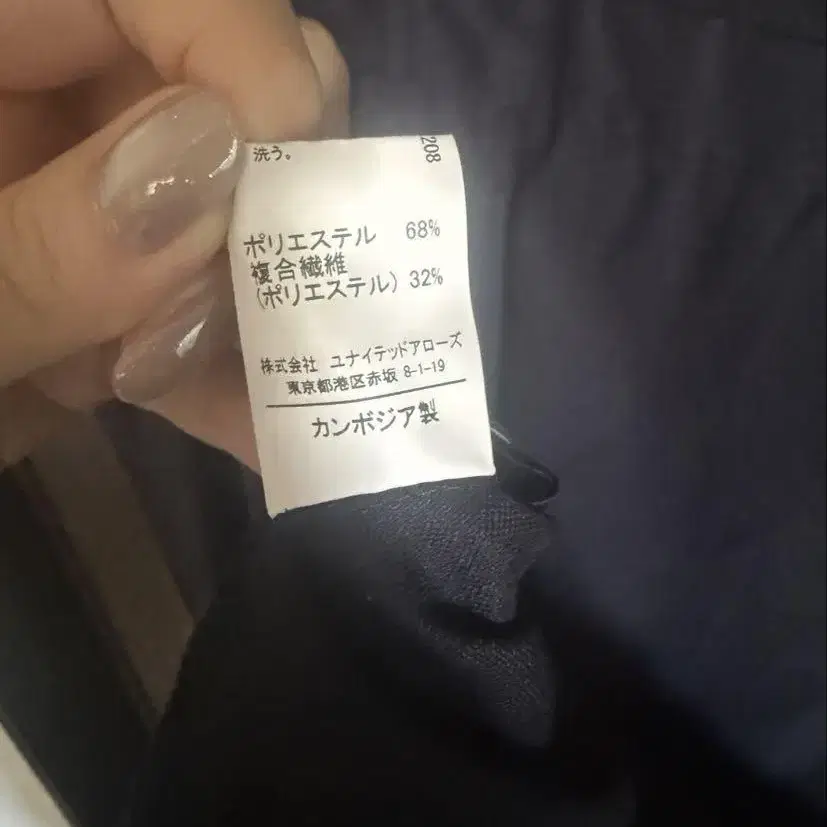 洗う。
208
ポリエステル 68%
複合繊維
(ポリエステル) 32%
株式会社 ユナイテッドアローズ
東京都港区赤坂 8-1-19
カンボジア製